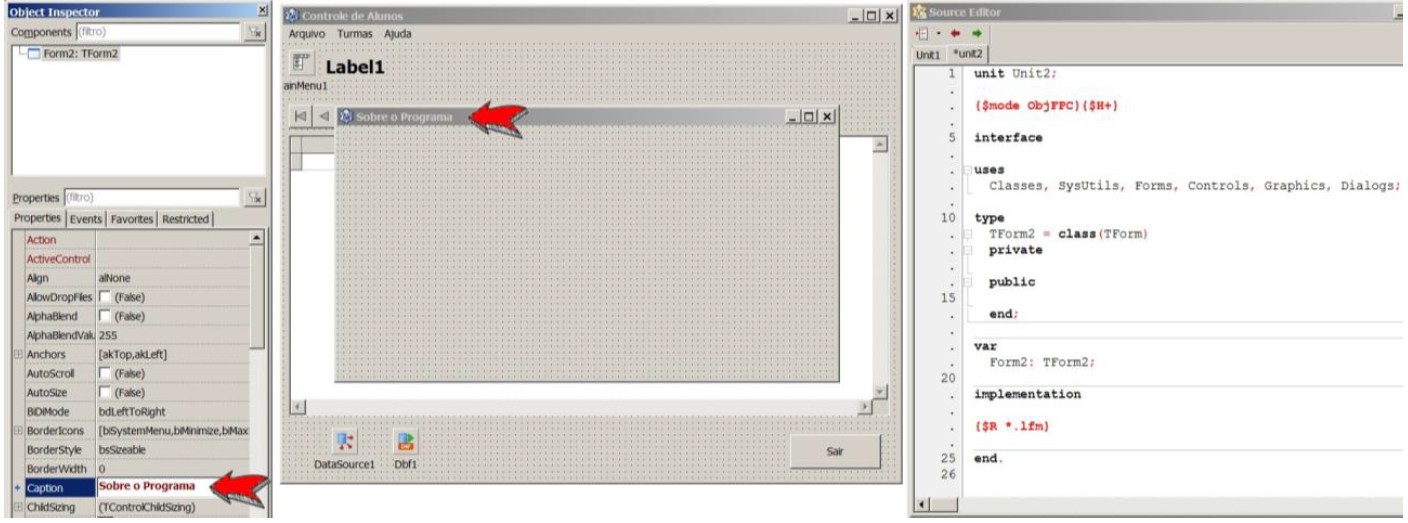 Object Inspector
Components (filtro)
Form2: TForm2
Properties (filtro)
Properties Events Favorites Restricted
Action
ActiveControl
Align alNone
AllowDropFiles (False)
AlphaBlend (False)
AlphaBlendValu 255
Anchors [akTop,akLeft]
AutoScroll (False)
AutoSize (False)
BiDiMode bdLeftToRight
BorderIcons [biSystemMenu,biMinimize,biMax
BorderStyle bsSizeable
BorderWidth 0
Caption Sobre o Programa
ChildSizing (TControlChildSizing)
Controle de Alunos
Arquivo Turmas Ajuda
Label1
ainMenu1
Sobre o Programa
DataSource1 Dbf1
Sair
Source Editor
Unit1 *unit2
1 unit Unit2;
{$mode ObjFPC}{$H+}
5 interface
uses
Classes, SysUtils, Forms, Controls, Graphics, Dialogs;
10 type
TForm2 = class(TForm)
private
public
15
end;
var
Form2: TForm2;
20
implementation
{$R *.lfm}
25 end.
26